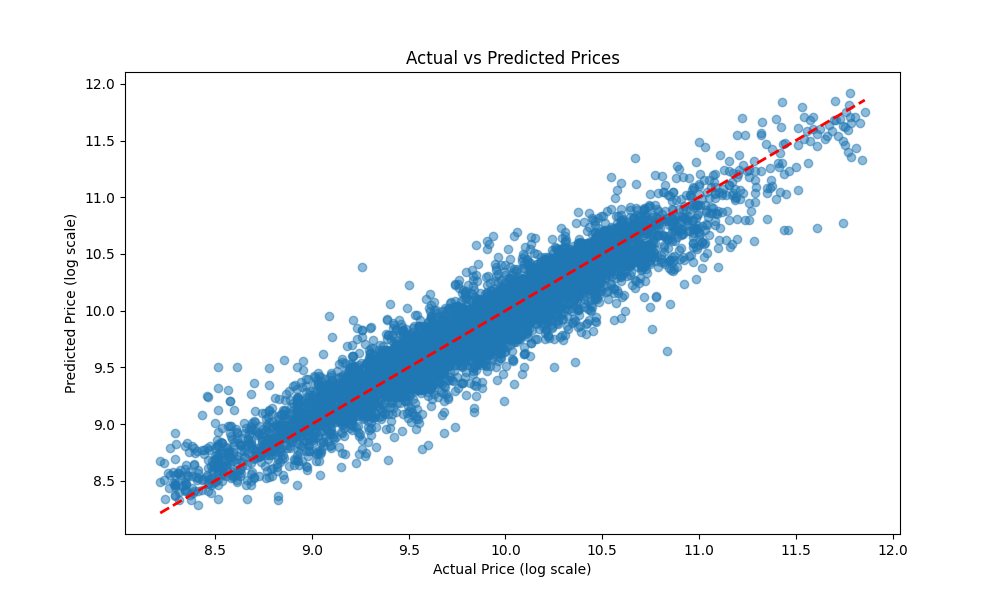 Actual vs Predicted Prices
Predicted Price (log scale)
12.0
11.5
11.0
10.5
10.0
9.5
9.0
8.5
8.5 9.0 9.5 10.0 10.5 11.0 11.5 12.0
Actual Price (log scale)